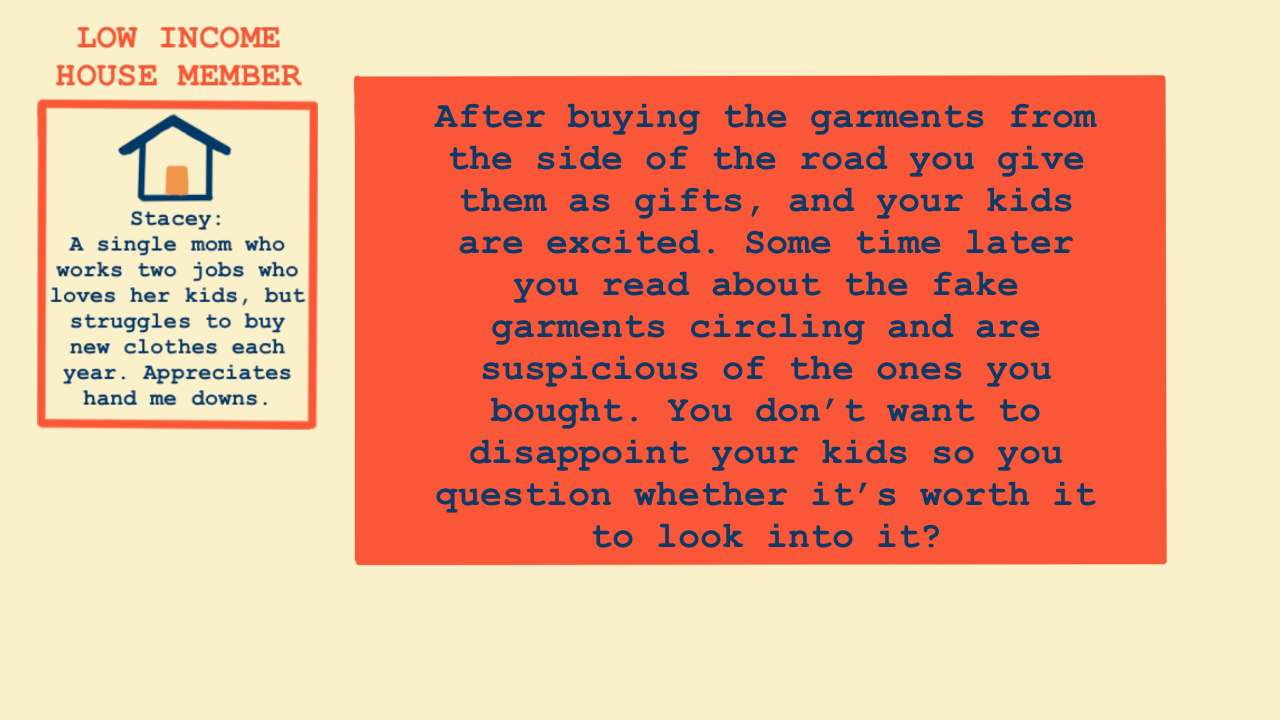 LOW INCOME
HOUSE MEMBER
Stacey:
A single mom who
works two jobs who
loves her kids, but
struggles to buy
new clothes each
year. Appreciates
hand me downs.
After buying the garments from
the side of the road you give
them as gifts, and your kids
are excited. Some time later
you read about the fake
garments circling and are
suspicious of the ones you
bought. You don’t want to
disappoint your kids so you
question whether it’s worth it
to look into it?